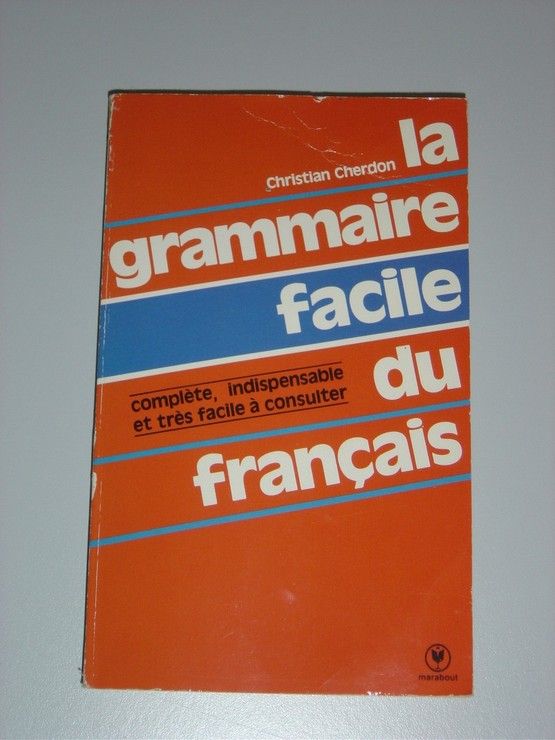 la
Christian Cherdon
grammaire
facile
complète, indispensable
et très facile à consulter
du
français
marabout